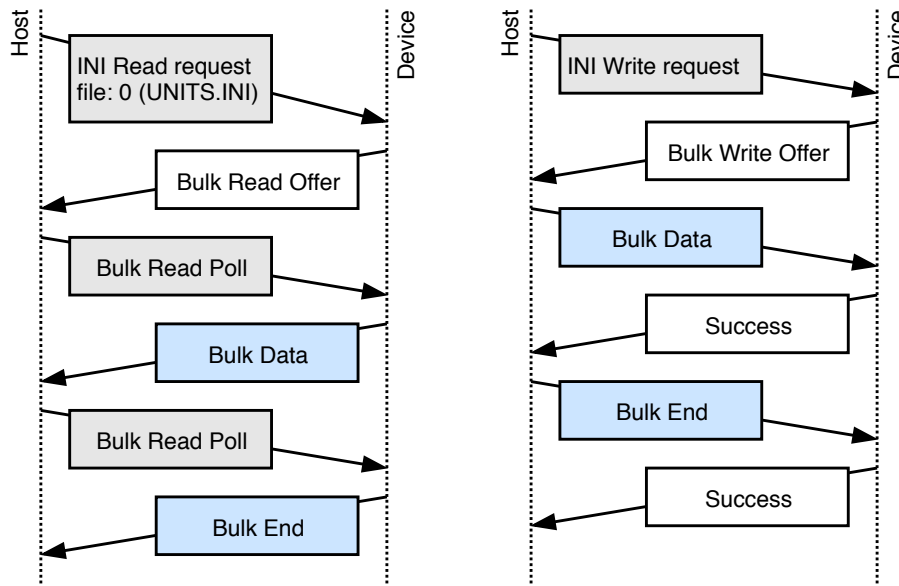 Host
Device
INI Read request
file: 0 (UNITS.INI)
Bulk Read Offer
Bulk Read Poll
Bulk Data
Bulk Read Poll
Bulk End
Host
Device
INI Write request
Bulk Write Offer
Bulk Data
Success
Bulk End
Success